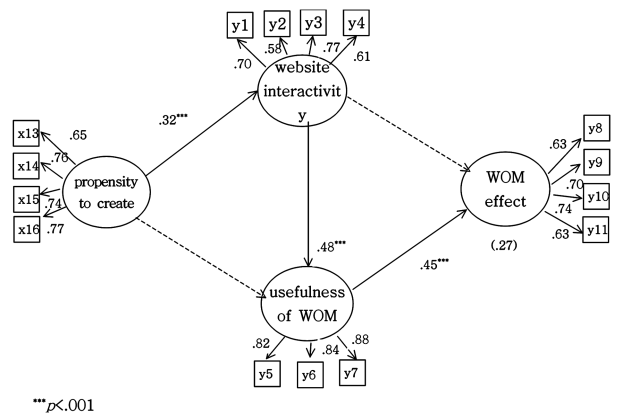 y1 y2 y3 y4
.70 .58 .77 .61
website
interactivit
y
.32***
x13 .65
x14 .76
x15 .74
x16 .77
propensity
to create
WOM
effect
(.27)
y8 .63
y9 .70
y10 .74
y11 .63
.48***
.45***
usefulness
of WOM
.82 .84 .88
y5 y6 y7
***p<.001